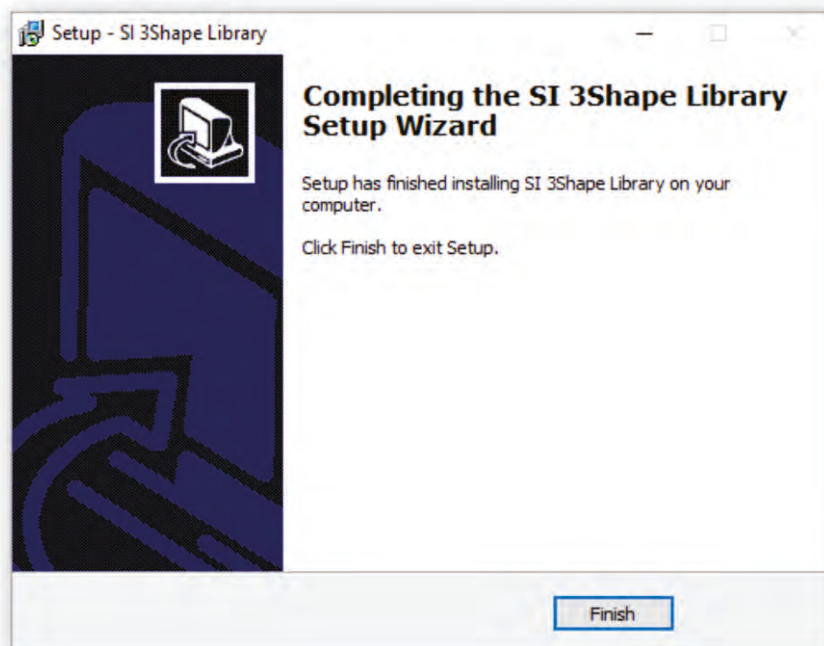 Setup - SI 3Shape Library
Completing the SI 3Shape Library
Setup Wizard
Setup has finished installing SI 3Shape Library on your
computer.
Click Finish to exit Setup.
Finish